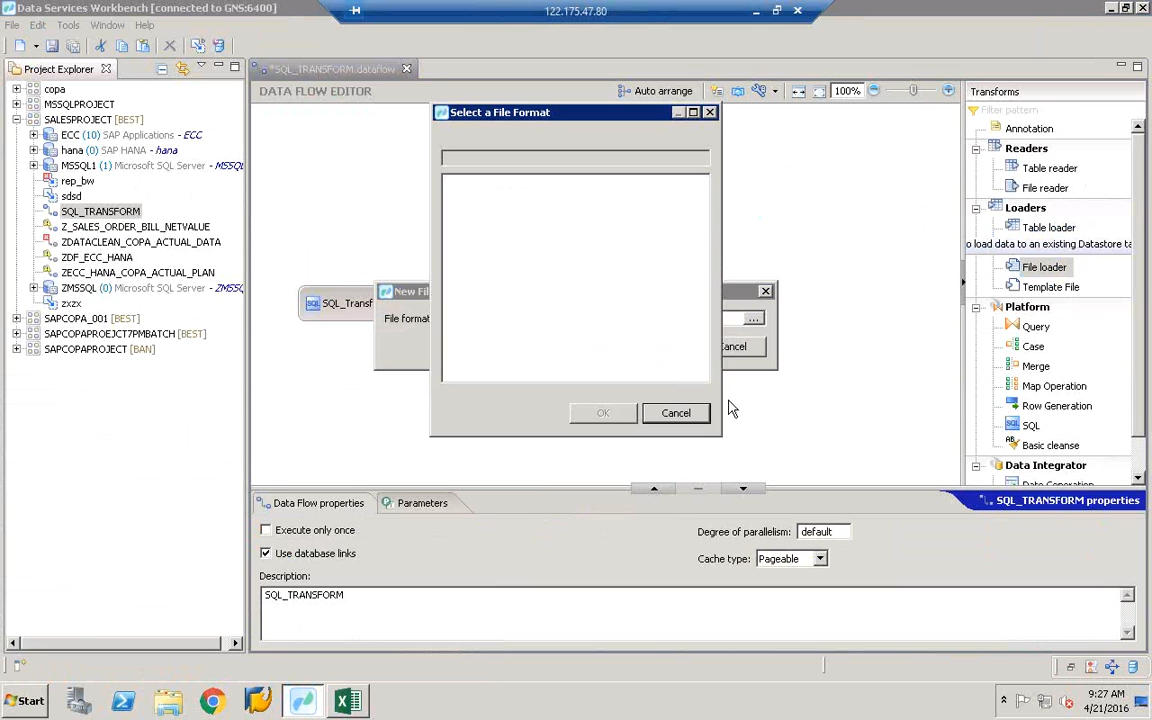 Data Services Workbench [connected to GNS:6400]
122.175.47.80
File Edit Tools Window Help
Project Explorer
*SQL_TRANSFORM.dataflow
DATA FLOW EDITOR
Auto arrange
100%
Transforms
Filter pattern
copa
MSSQLPROJECT
SALESPROJECT [BEST]
ECC (10) SAP Applications - ECC
hana (0) SAP HANA - hana
MSSQL1 (1) Microsoft SQL Server -
rep_bw
sdsd
SQL_TRANSFORM
Z_SALES_ORDER_BILL_NETVALUE
ZDATACLEAN_COPA_ACTUAL_DATA
ZDF_ECC_HANA
ZECC_HANA_COPA_ACTUAL_PLAN
ZMSSQL (0) Microsoft SQL Server - ZMSS
zxzx
SAPCOPA_001 [BEST]
SAPCOPAPROEJCT7PMBATCH [BEST]
SAPCOPAPROJECT [BAN]
Select a File Format
OK
Cancel
SQL_Transf
New Fil
File format
...
Cancel
Annotation
Readers
Table reader
File reader
Loaders
Table loader
o load data to an existing Datastore ta
File loader
Template File
Platform
Query
Case
Merge
Map Operation
Row Generation
SQL
Basic cleanse
Data Integrator
Data Flow properties
Parameters
SQL_TRANSFORM properties
Execute only once
Use database links
Degree of parallelism: default
Cache type: Pageable
Description:
SQL_TRANSFORM
Start
9:27 AM
4/21/2016